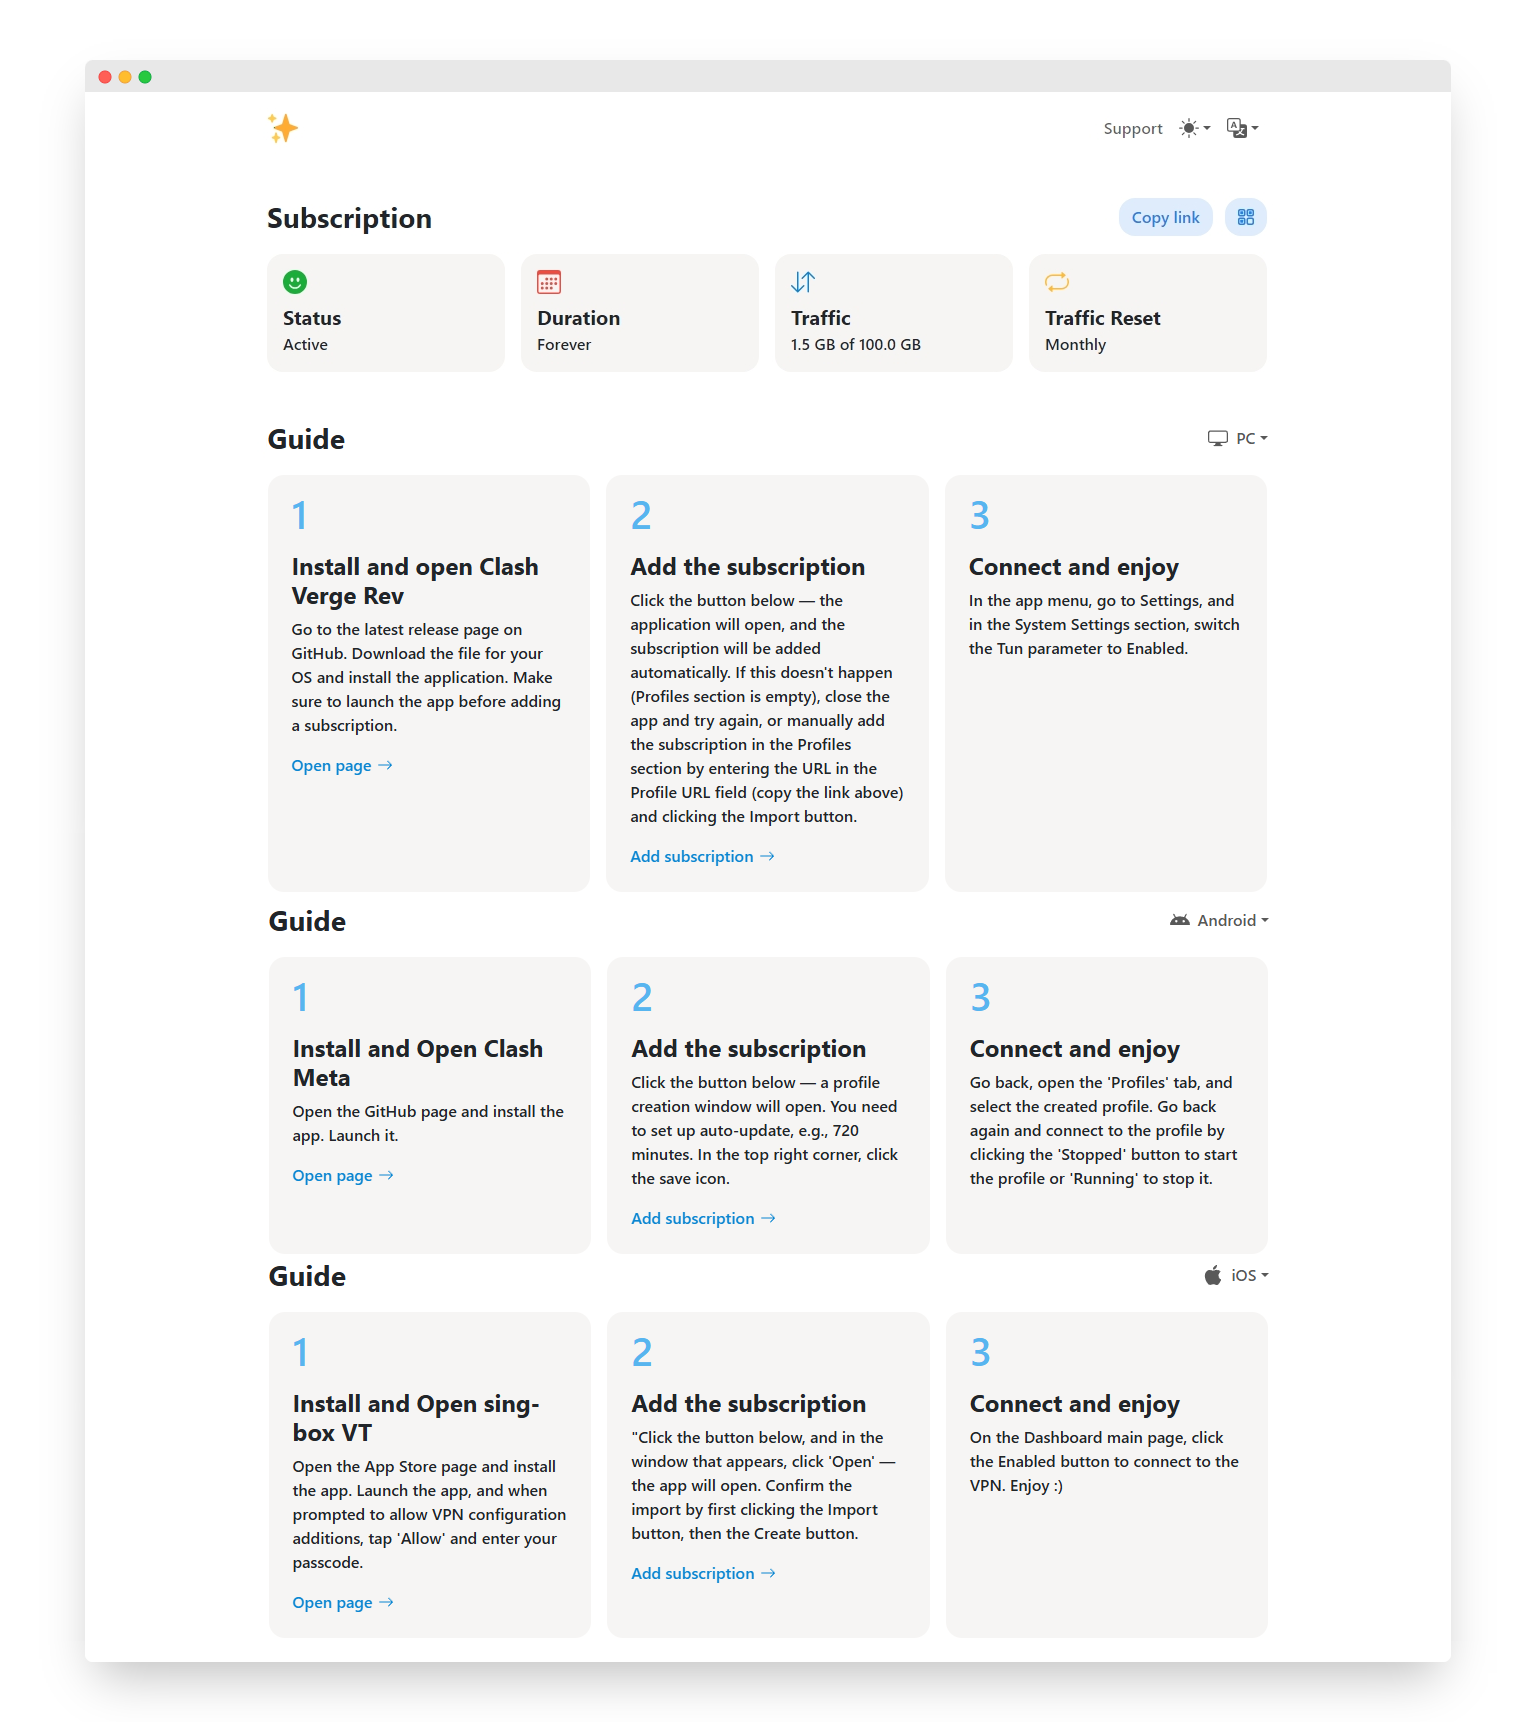 Support
Subscription
Copy link
Status
Active
Duration
Forever
Traffic
1.5 GB of 100.0 GB
Traffic Reset
Monthly
Guide
PC
1
Install and open Clash
Verge Rev
Go to the latest release page on
GitHub. Download the file for your
OS and install the application. Make
sure to launch the app before adding
a subscription.
Open page →
2
Add the subscription
Click the button below — the
application will open, and the
subscription will be added
automatically. If this doesn't happen
(Profiles section is empty), close the
app and try again, or manually add
the subscription in the Profiles
section by entering the URL in the
Profile URL field (copy the link above)
and clicking the Import button.
Add subscription →
3
Connect and enjoy
In the app menu, go to Settings, and
in the System Settings section, switch
the Tun parameter to Enabled.
Guide
Android
1
Install and Open Clash
Meta
Open the GitHub page and install the
app. Launch it.
Open page →
2
Add the subscription
Click the button below — a profile
creation window will open. You need
to set up auto-update, e.g., 720
minutes. In the top right corner, click
the save icon.
Add subscription →
3
Connect and enjoy
Go back, open the 'Profiles' tab, and
select the created profile. Go back
again and connect to the profile by
clicking the 'Stopped' button to start
the profile or 'Running' to stop it.
Guide
iOS
1
Install and Open sing-
box VT
Open the App Store page and install
the app. Launch the app, and when
prompted to allow VPN configuration
additions, tap 'Allow' and enter your
passcode.
Open page →
2
Add the subscription
"Click the button below, and in the
window that appears, click 'Open' —
the app will open. Confirm the
import by first clicking the Import
button, then the Create button.
Add subscription →
3
Connect and enjoy
On the Dashboard main page, click
the Enabled button to connect to the
VPN. Enjoy :)